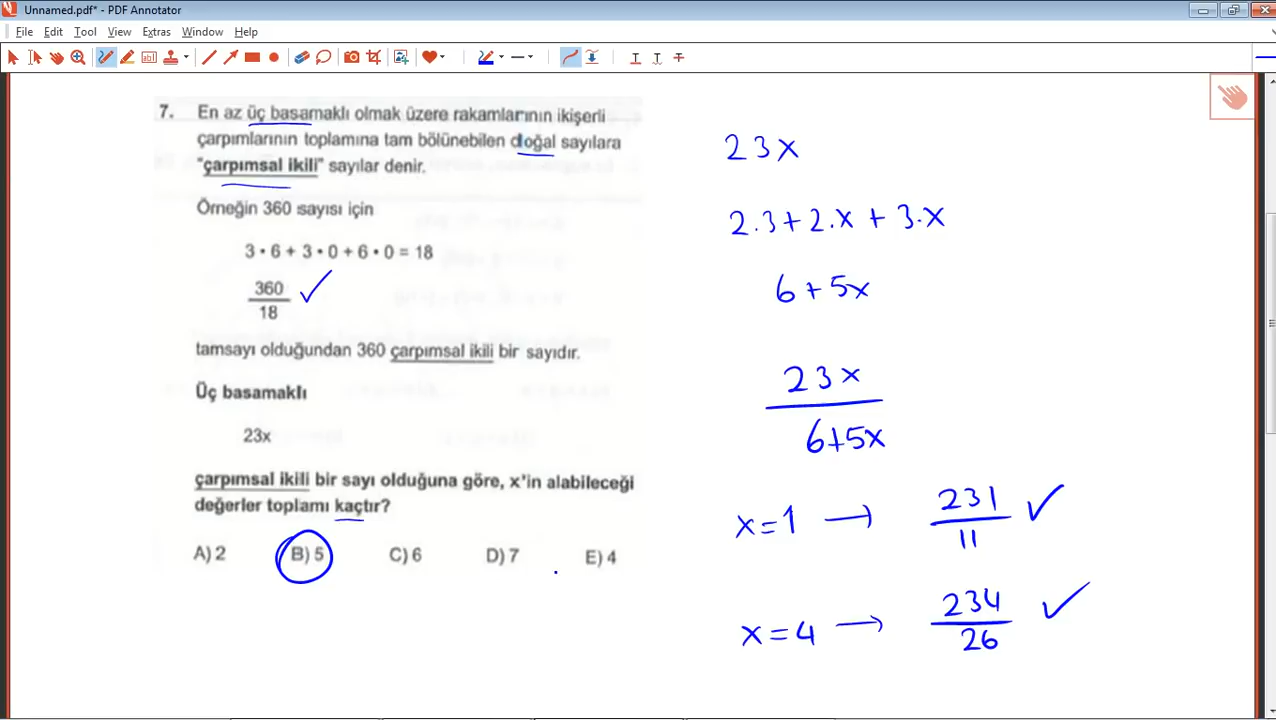 Unnamed.pdf* - PDF Annotator
File Edit Tool View Extras Window Help
7. En az üç basamaklı olmak üzere rakamlarının ikişerli
çarpımlarının toplamına tam bölünebilen doğal sayılara
"çarpımsal ikili" sayılar denir.
Örneğin 360 sayısı için
3 • 6 + 3 • 0 + 6 • 0 = 18
360
18
tamsayı olduğundan 360 çarpımsal ikili bir sayıdır.
Üç basamaklı
23x
çarpımsal ikili bir sayı olduğuna göre, x'in alabileceği
değerler toplamı kaçtır?
A) 2 B) 5 C) 6 D) 7 E) 4
23x
2.3+2.x+3.x
6+5x
23x
6+5x
x=1 → 231 ✓
11
x=4 → 234 ✓
26